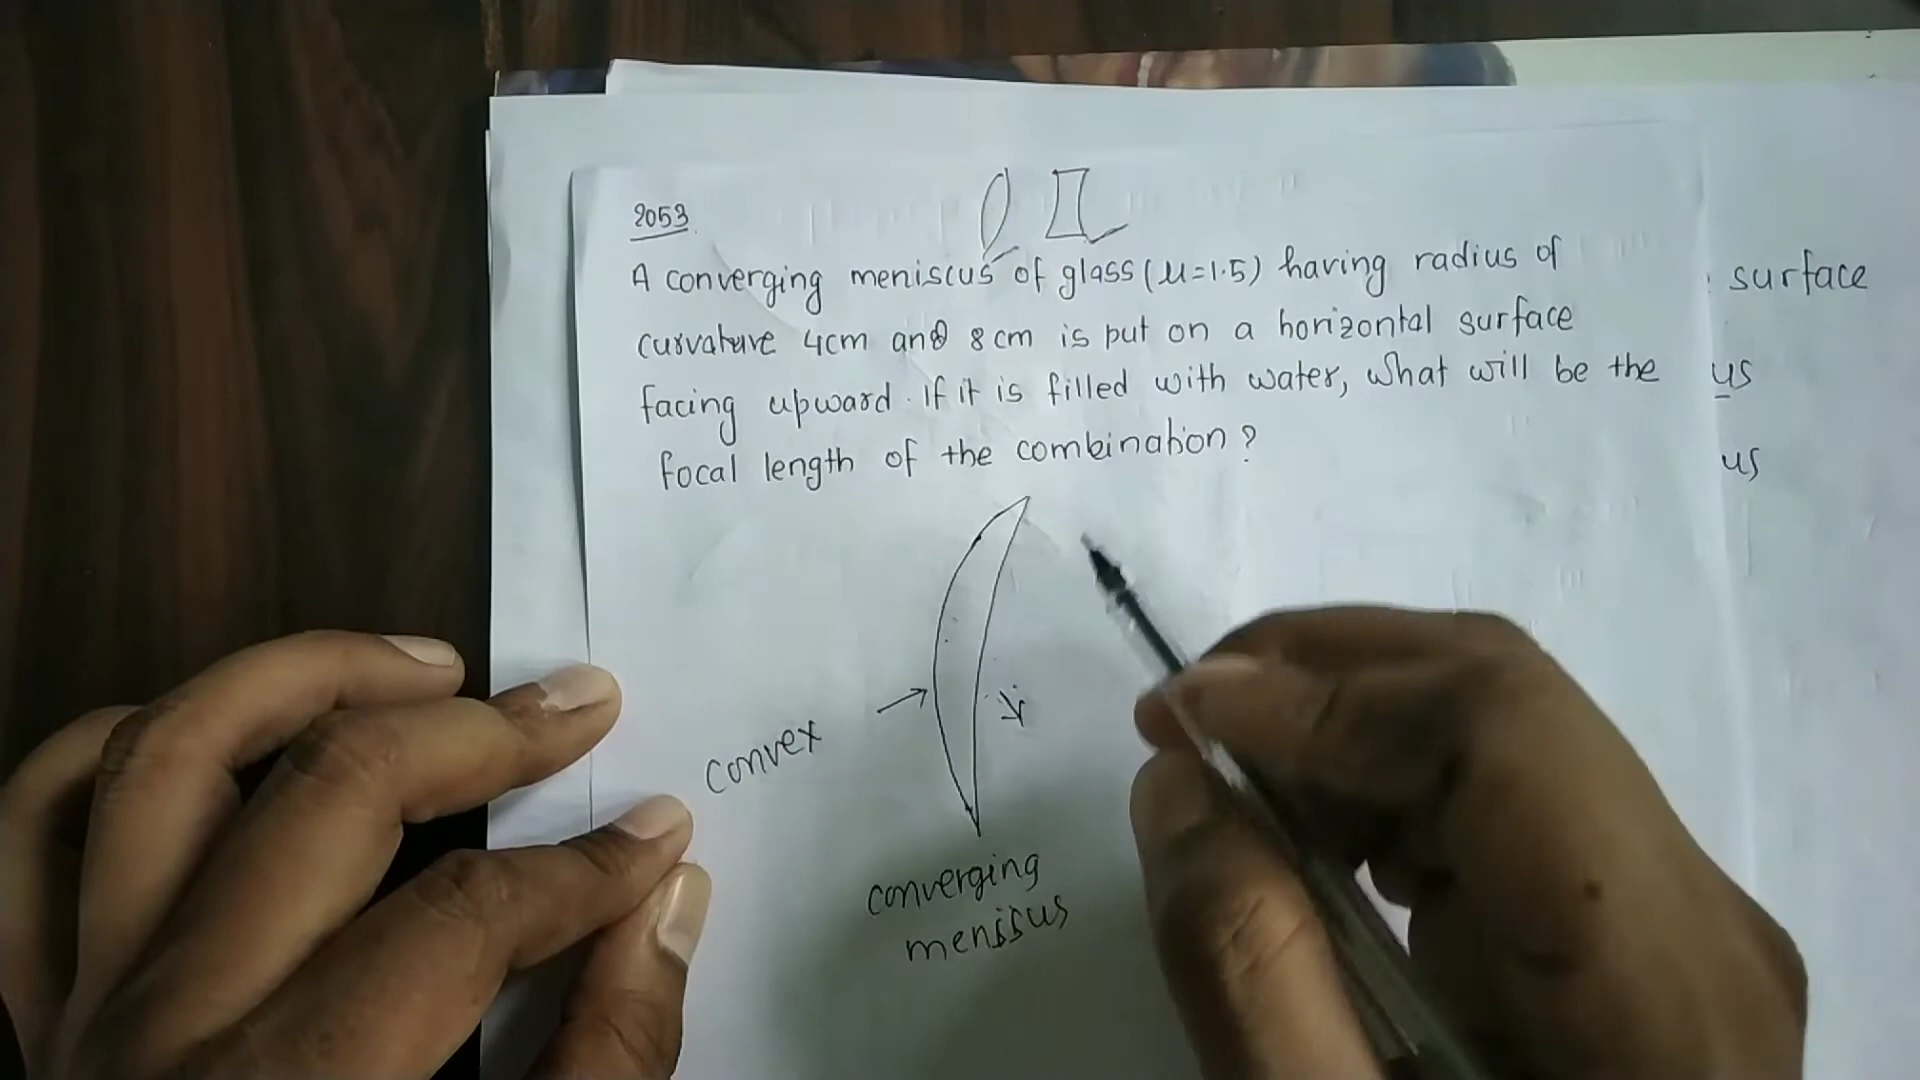 2053
A converging meniscus of glass (μ=1.5) having radius of
curvature 4cm and 8cm is put on a horizontal surface
facing upward. If it is filled with water, What will be the
focal length of the combination?
surface
us
us
convex
converging
menisus